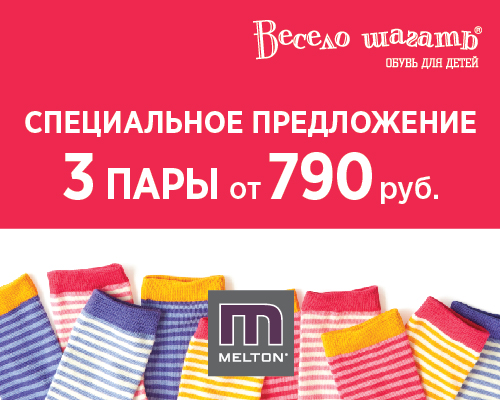 Весело шагать®
ОБУВЬ ДЛЯ ДЕТЕЙ
СПЕЦИАЛЬНОЕ ПРЕДЛОЖЕНИЕ
3 ПАРЫ от 790 руб.
m
MELTON®